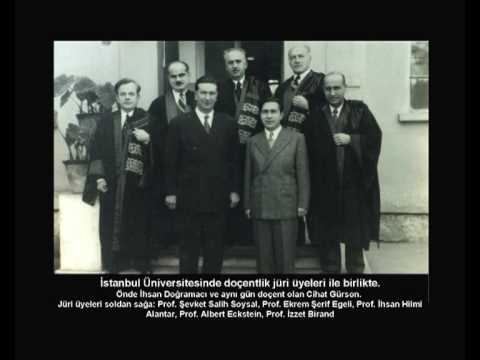 İstanbul Üniversitesinde doçentlik jüri üyeleri ile birlikte.
Önde İhsan Doğramacı ve aynı gün doçent olan Cihat Gürson.
Jüri üyeleri soldan sağa: Prof. Şevket Salih Soysal, Prof. Ekrem Şerif Egeli, Prof. İhsan Hilmi
Alantar, Prof. Albert Eckstein, Prof. İzzet Birand